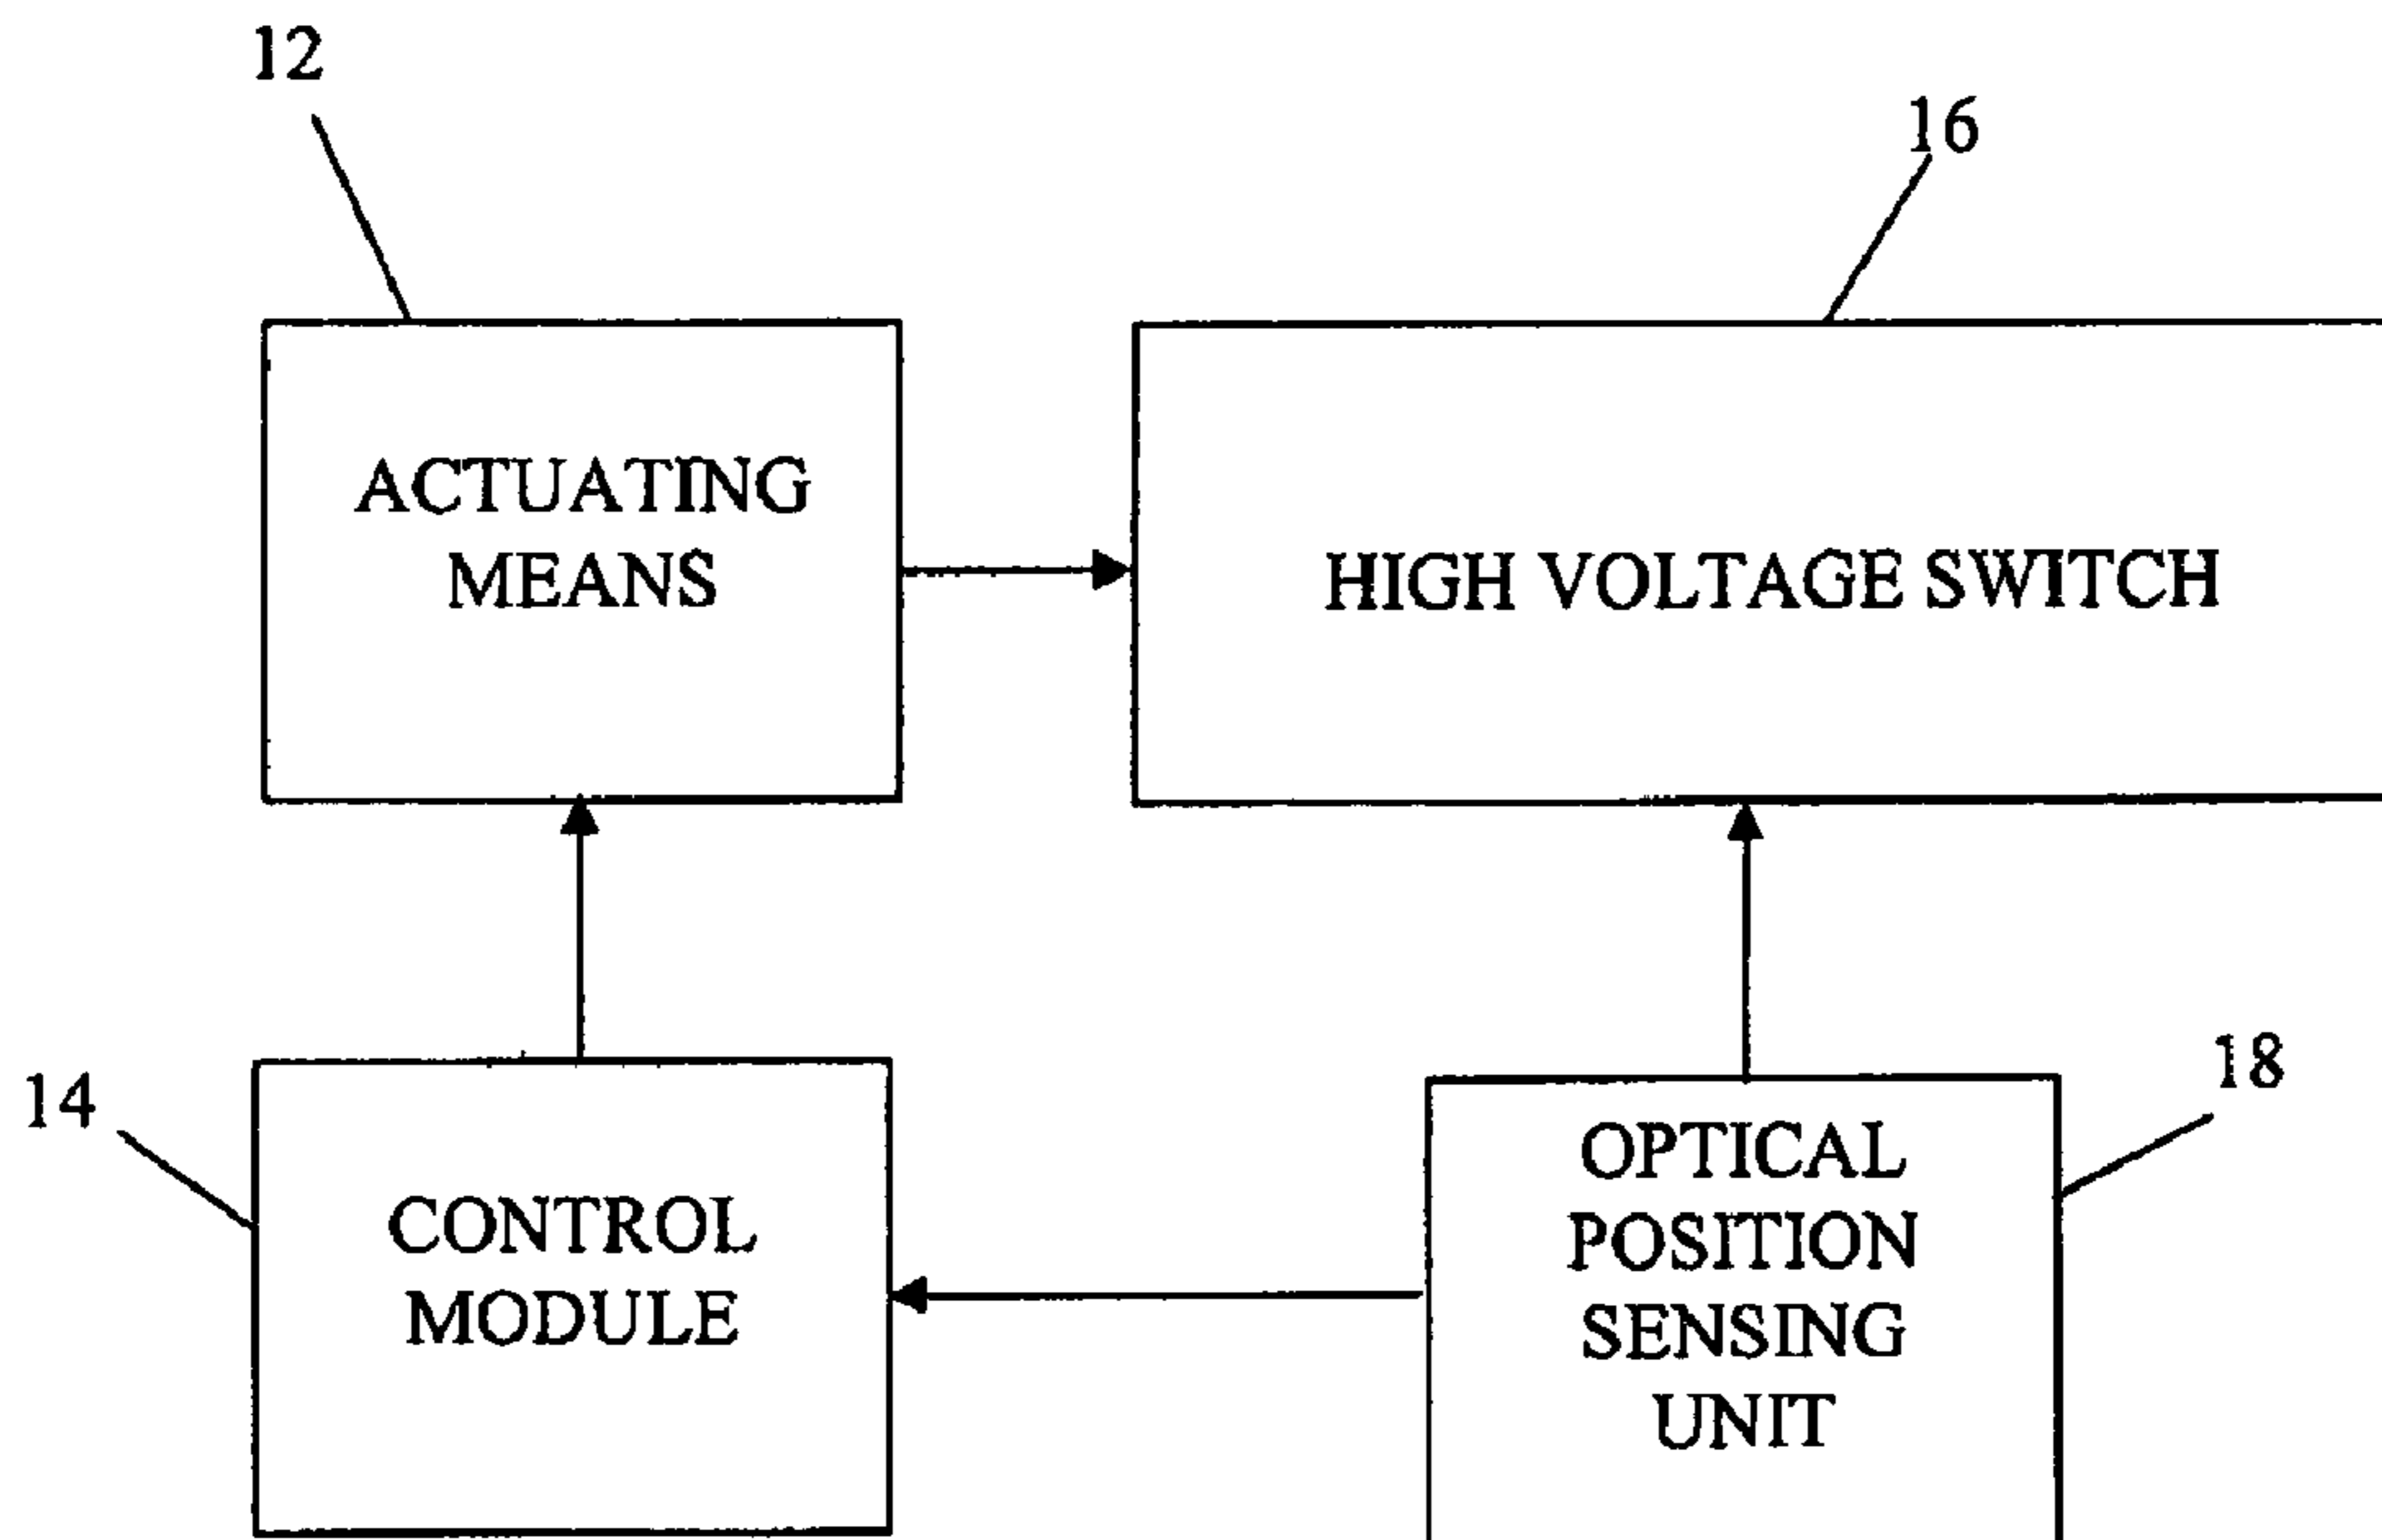 12
16
ACTUATING
MEANS
HIGH VOLTAGE SWITCH
14
18
CONTROL
MODULE
OPTICAL
POSITION
SENSING
UNIT